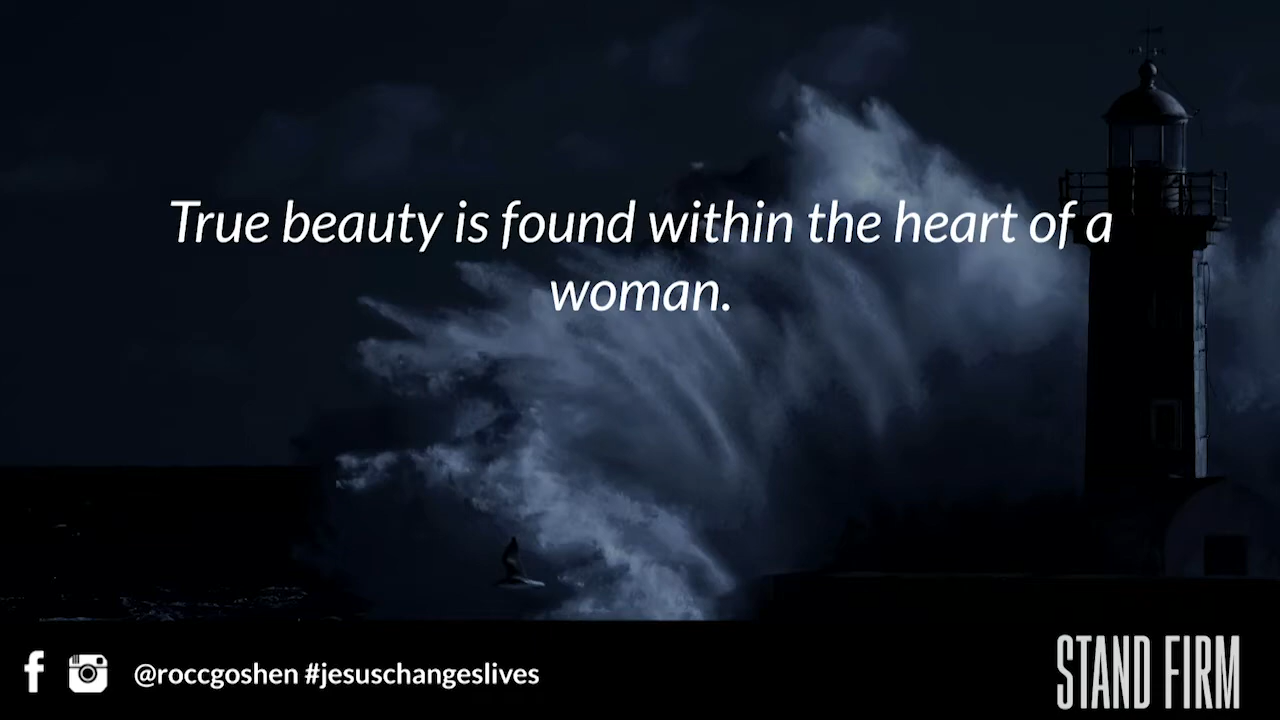 True beauty is found within the heart of a
woman.
@roccgoshen #jesuschangeslives
STAND FIRM